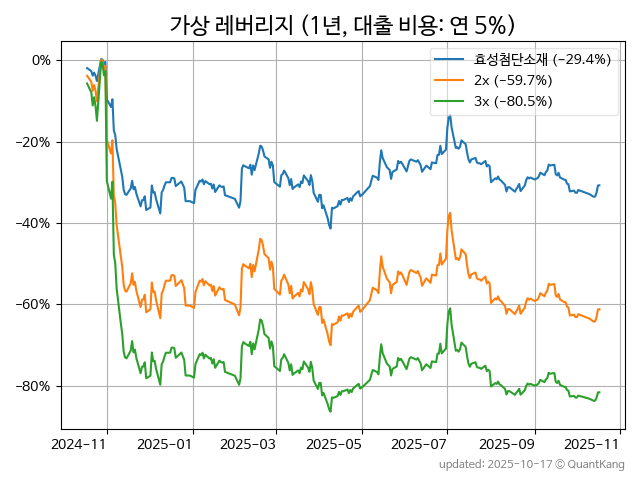 가상 레버리지 (1년, 대출 비용: 연 5%)
효성첨단소재 (−29.4%)
2x (−59.7%)
3x (−80.5%)
0%
−20%
−40%
−60%
−80%
2024-11
2025-01
2025-03
2025-05
2025-07
2025-09
2025-11
updated: 2025-10-17 © QuantKang